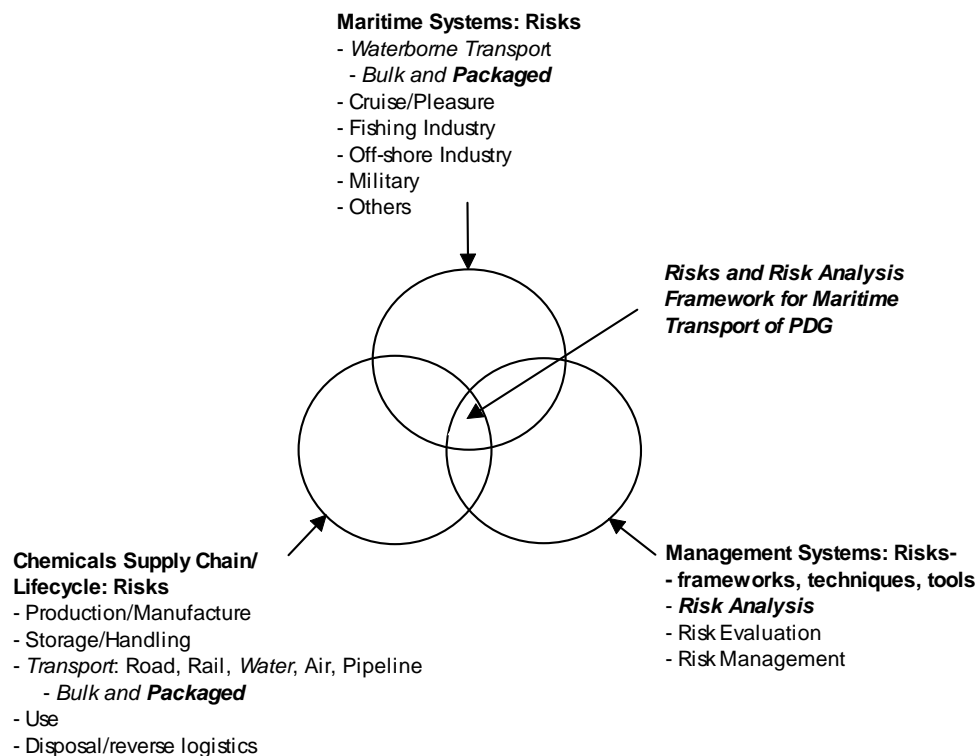 Maritime Systems: Risks
- Waterborne Transport
- Bulk and Packaged
- Cruise/Pleasure
- Fishing Industry
- Off-shore Industry
- Military
- Others
Risks and Risk Analysis
Framework for Maritime
Transport of PDG
Chemicals Supply Chain/
Lifecycle: Risks
- Production/Manufacture
- Storage/Handling
- Transport: Road, Rail, Water, Air, Pipeline
- Bulk and Packaged
- Use
- Disposal/reverse logistics
Management Systems: Risks-
- frameworks, techniques, tools
- Risk Analysis
- Risk Evaluation
- Risk Management